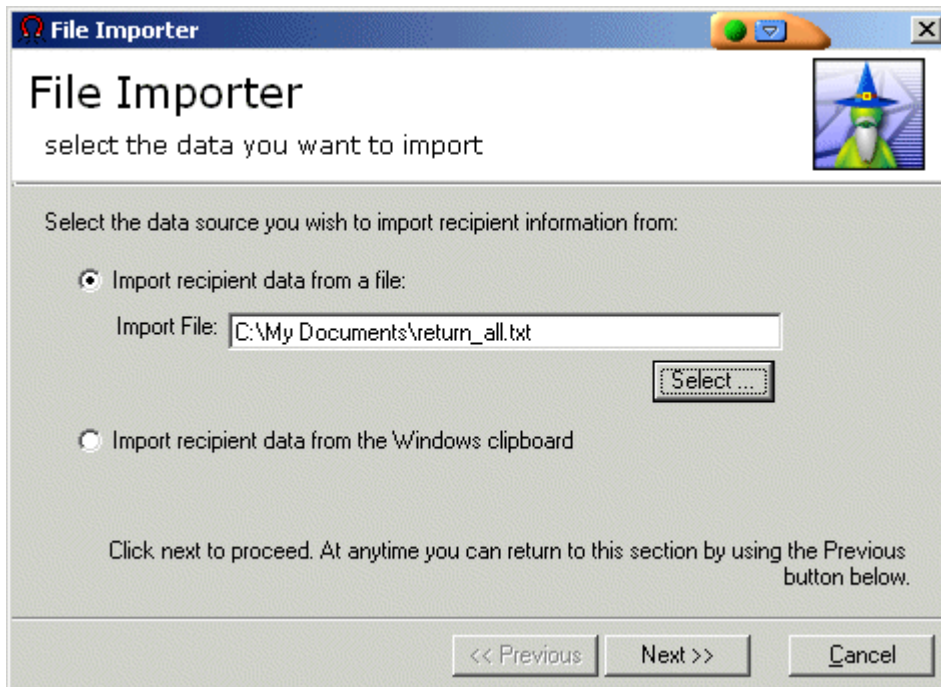 File Importer
File Importer
select the data you want to import
Select the data source you wish to import recipient information from:
Import recipient data from a file:
Import File: C:\My Documents\return_all.txt
Select ...
Import recipient data from the Windows clipboard
Click next to proceed. At anytime you can return to this section by using the Previous
button below.
<< Previous Next >> Cancel